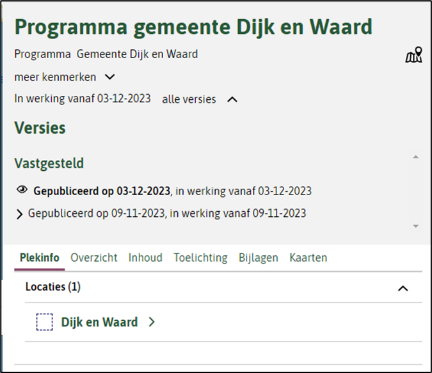 Programma gemeente Dijk en Waard
Programma Gemeente Dijk en Waard
meer kenmerken
In werking vanaf 03-12-2023 alle versies
Versies
Vastgesteld
Gepubliceerd op 03-12-2023, in werking vanaf 03-12-2023
Gepubliceerd op 09-11-2023, in werking vanaf 09-11-2023
Plekinfo Overzicht Inhoud Toelichting Bijlagen Kaarten
Locaties (1)
Dijk en Waard